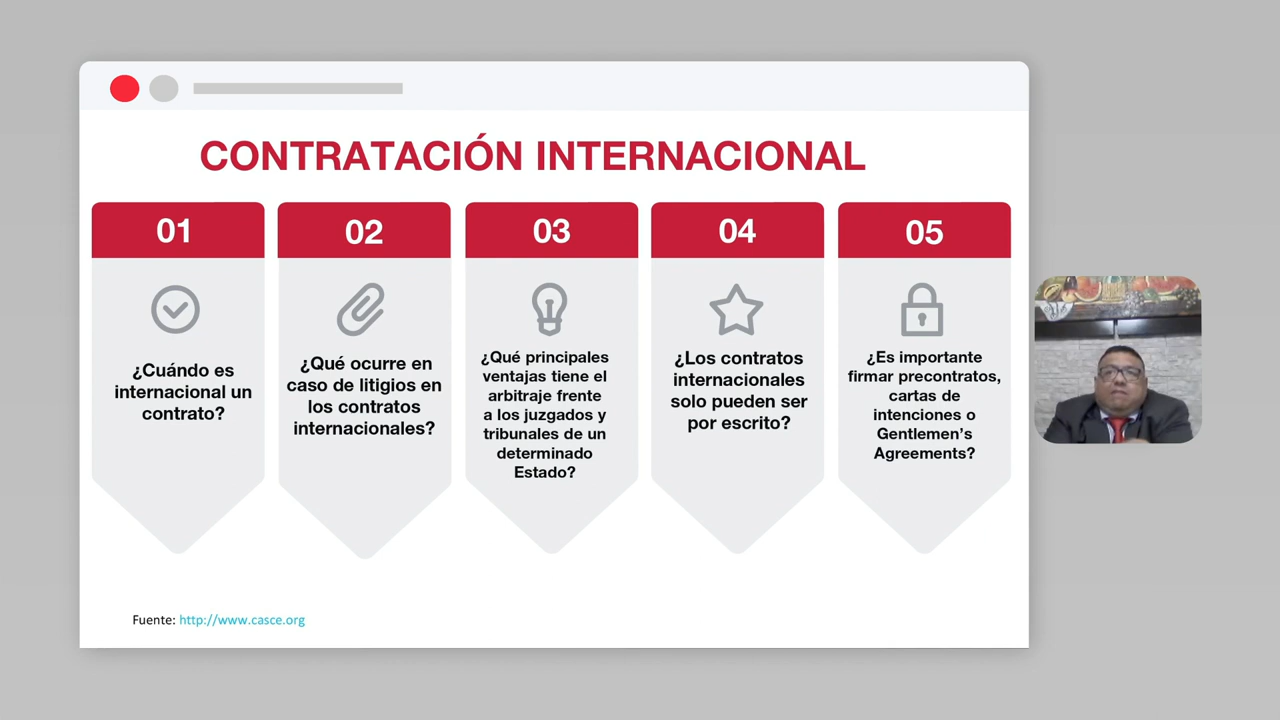 CONTRATACIÓN INTERNACIONAL
01
¿Cuándo es
internacional un
contrato?
02
¿Qué ocurre en
caso de litigios en
los contratos
internacionales?
03
¿Qué principales
ventajas tiene el
arbitraje frente
a los juzgados y
tribunales de un
determinado
Estado?
04
¿Los contratos
internacionales
solo pueden ser
por escrito?
05
¿Es importante
firmar precontratos,
cartas de
intenciones o
Gentlemen's
Agreements?
Fuente: http://www.casce.org